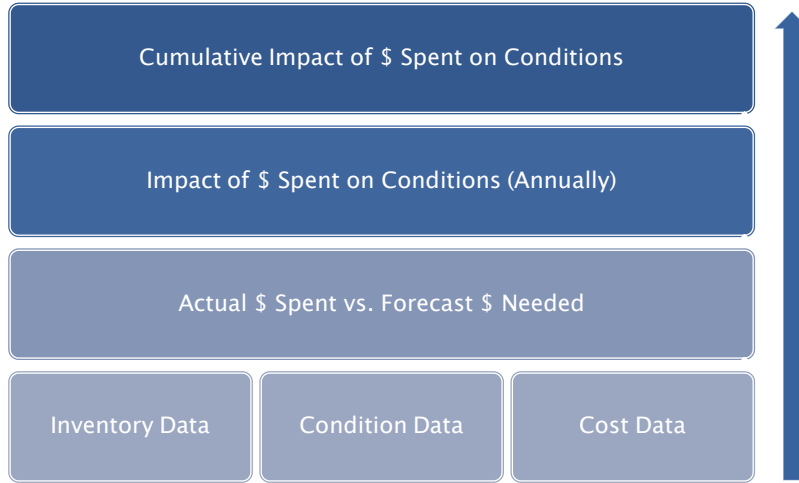 Cumulative Impact of $ Spent on Conditions
Impact of $ Spent on Conditions (Annually)
Actual $ Spent vs. Forecast $ Needed
Inventory Data
Condition Data
Cost Data